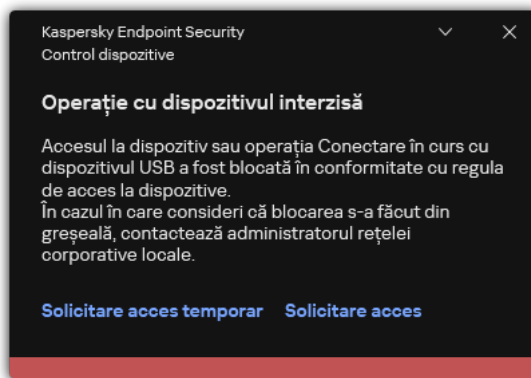 Kaspersky Endpoint Security
Control dispozitive
Operație cu dispozitivul interzisă
Accesul la dispozitiv sau operația Conectare în curs cu
dispozitivul USB a fost blocată în conformitate cu regula
de acces la dispozitive.
În cazul în care consideri că blocarea s-a făcut din
greșeală, contactează administratorul rețelei
corporative locale.
Solicitare acces temporar Solicitare acces